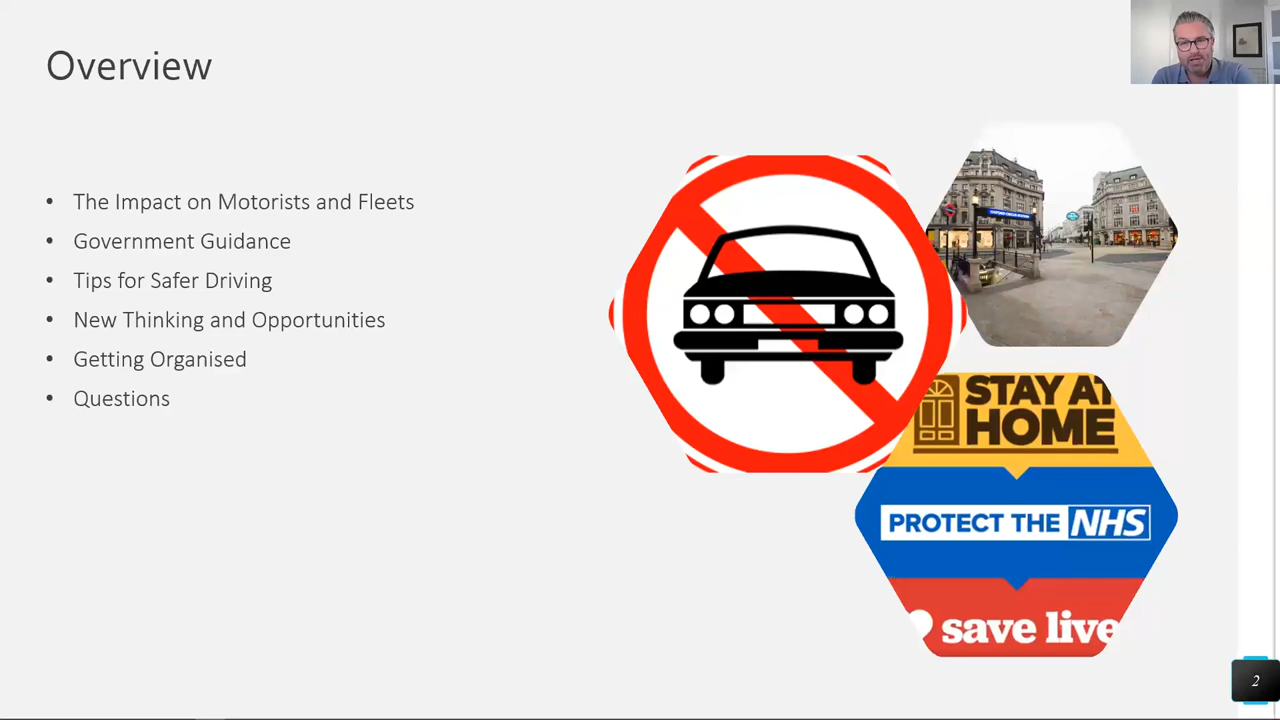 Overview
• The Impact on Motorists and Fleets
• Government Guidance
• Tips for Safer Driving
• New Thinking and Opportunities
• Getting Organised
• Questions
STAY AT
HOME
PROTECT THE NHS
save live
2